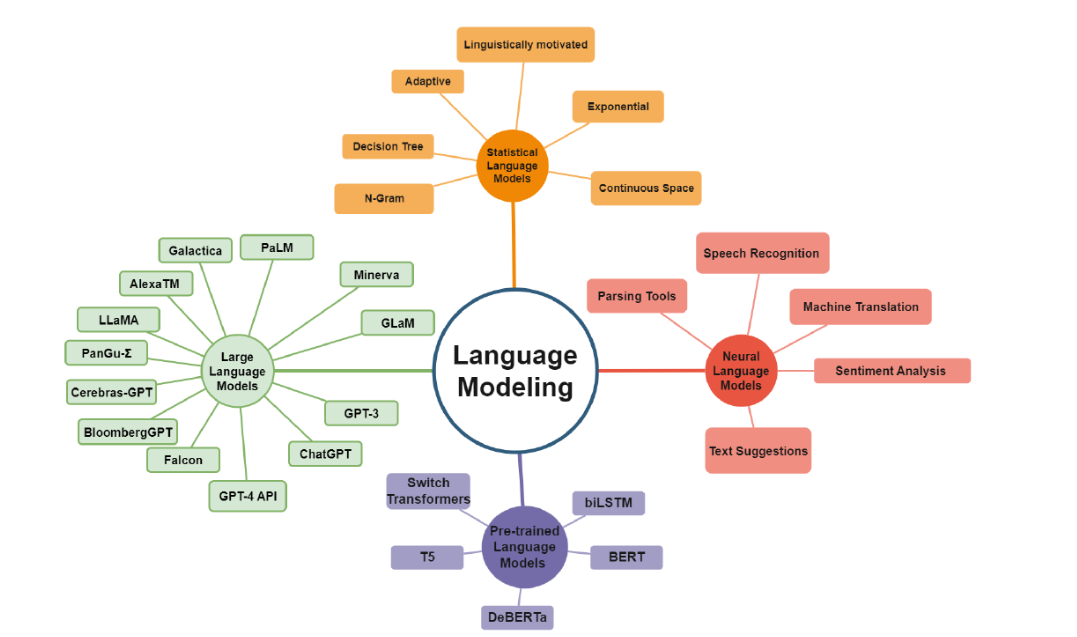 Linguistically motivated
Adaptive
Exponential
Decision Tree
Statistical
Language
Models
N-Gram
Continuous Space
Galactica
PaLM
Minerva
AlexaTM
GLaM
LLaMA
PanGu-Σ
Large
Language
Models
Cerebras-GPT
BloombergGPT
Falcon
GPT-4 API
ChatGPT
GPT-3
Language
Modeling
Speech Recognition
Parsing Tools
Machine Translation
Neural
Language
Models
Sentiment Analysis
Text Suggestions
Switch
Transformers
biLSTM
Pre-trained
Language
Models
T5
BERT
DeBERTa